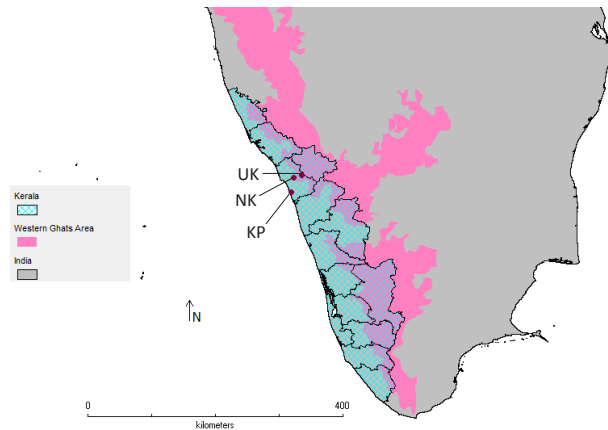 UK
NK
KP
Kerala
Western Ghats Area
India
N
0 400
kilometers